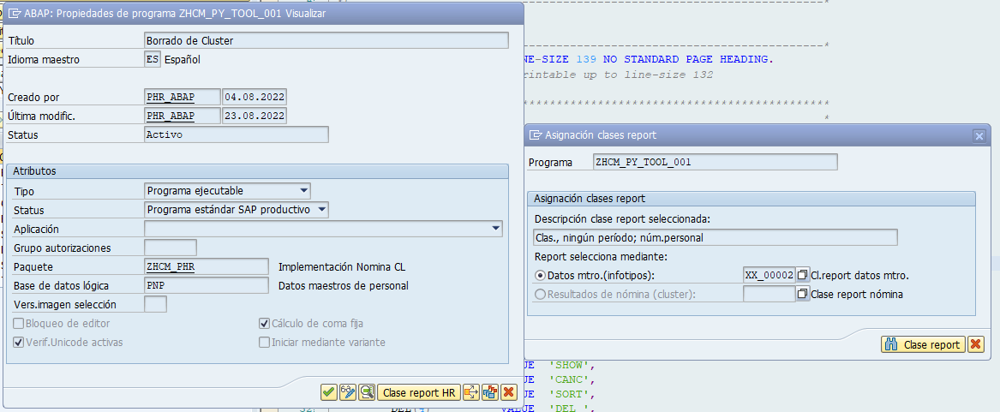 ABAP: Propiedades de programa ZHCM_PY_TOOL_001 Visualizar
Título Borrado de Cluster
Idioma maestro ES Español
Creado por PHR_ABAP 04.08.2022
Última modific. PHR_ABAP 23.08.2022
Status Activo
Atributos
Tipo Programa ejecutable
Status Programa estándar SAP productivo
Aplicación
Grupo autorizaciones
Paquete ZHCM_PHR Implementación Nomina CL
Base de datos lógica PNP Datos maestros de personal
Vers.imagen selección
Bloqueo de editor Cálculo de coma fija
Verif.Unicode activas Iniciar mediante variante
Clase report HR
--------------------------------------------*
NE-SIZE 139 NO STANDARD PAGE HEADING.
rintable up to line-size 132
*********************************************
*
Asignación clases report
Programa ZHCM_PY_TOOL_001
Asignación clases report
Descripción clase report seleccionada:
Clas., ningún período; núm.personal
Report selecciona mediante:
Datos mtro.(infotipos): XX_00002 Cl.report datos mtro.
Resultados de nómina (cluster): Clase report nómina
Clase report
UE 'SHOW',
UE 'CANC',
UE 'SORT',
DEL(4) VALUE 'DEL ',